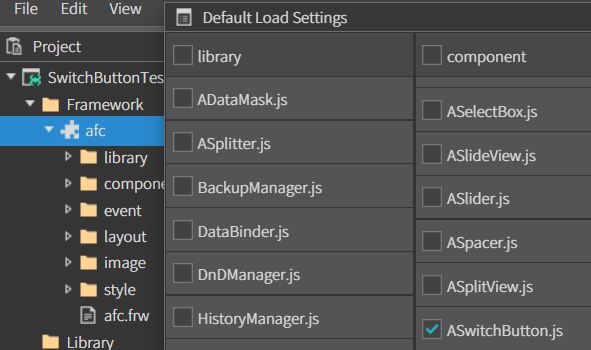 File Edit View
Default Load Settings
Project
SwitchButtonTes
Framework
afc
library
compone
event
layout
image
style
afc.frw
Library
library
ADataMask.js
ASplitter.js
BackupManager.js
DataBinder.js
DnDManager.js
HistoryManager.js
component
ASelectBox.js
ASlideView.js
ASlider.js
ASpacer.js
ASplitView.js
ASwitchButton.js